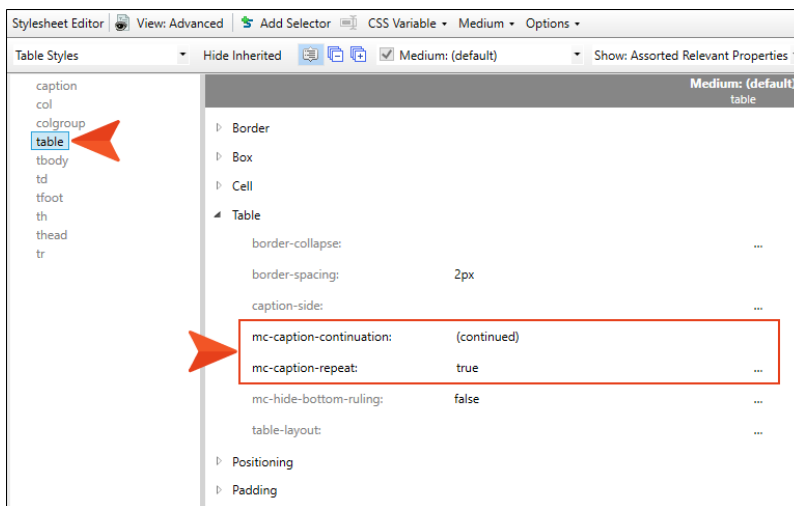 Stylesheet Editor View: Advanced Add Selector CSS Variable Medium Options
Table Styles Hide Inherited Medium: (default) Show: Assorted Relevant Properties
Medium: (default)
table
caption
col
colgroup
table
tbody
td
tfoot
th
thead
tr
Border
Box
Cell
Table
border-collapse: ...
border-spacing: 2px
caption-side: ...
mc-caption-continuation: (continued)
mc-caption-repeat: true ...
mc-hide-bottom-ruling: false ...
table-layout: ...
Positioning
Padding